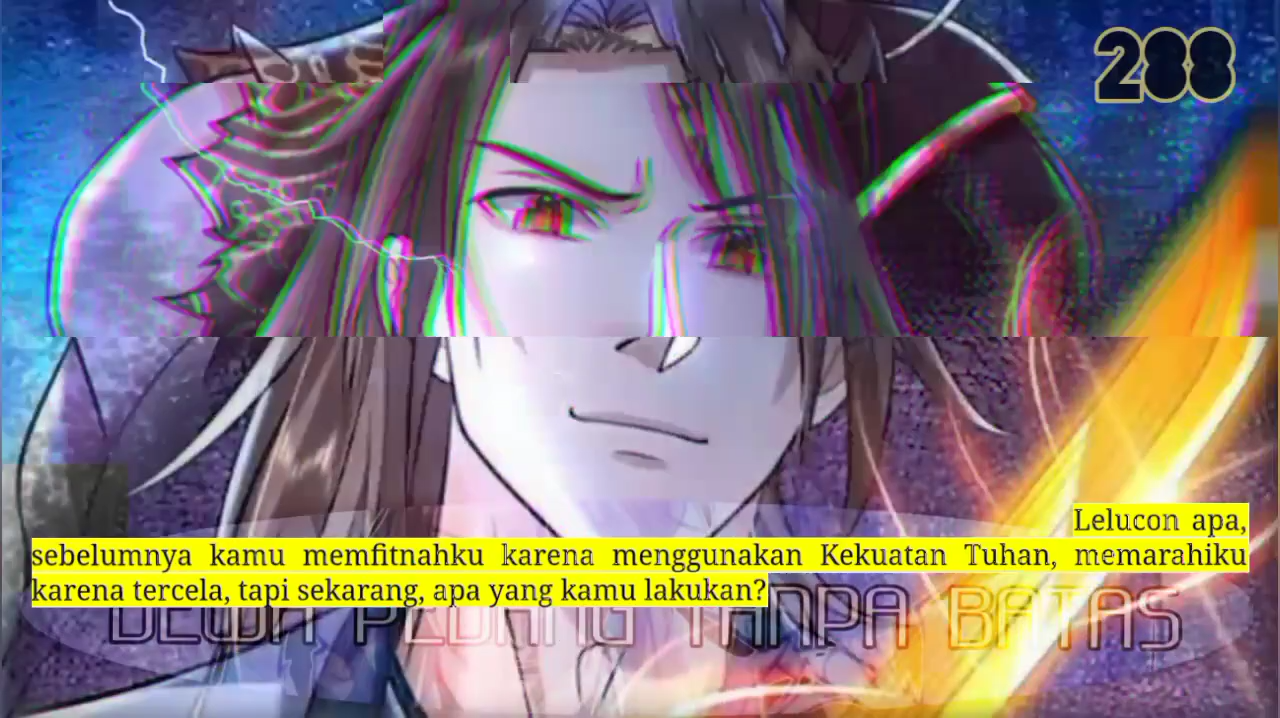 288
Lelucon apa,
sebelumnya kamu memfitnahku karena menggunakan Kekuatan Tuhan, memarahiku
karena tercela, tapi sekarang, apa yang kamu lakukan?
DEWA PEDANG TANPA BATAS